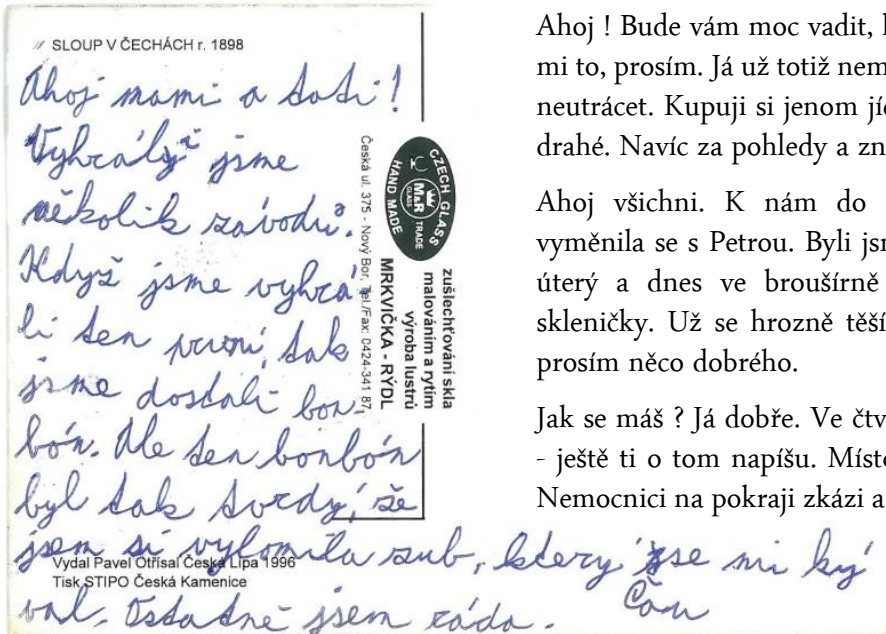 SLOUP V ČECHÁCH r. 1898
Ahoj mami a tati!
Vyhrály jsme
několik závodů.
Když jsme vyhrá
li ten první, tak
jsme dostali bon-
bón. Ale ten bonbón
byl tak tvrdý, že
jsem si vylomila zub, který se mi ký
val. Ostatně jsem ráda. Čau
Vydal Pavel Otřísal Česká Lípa 1996
Tisk STIPO Česká Kamenice
CZECH GLASS
M&R
GLASS TRADE
HAND MADE
zušlechťování skla
malováním a rytím
výroba lustrů
MRKVIČKA - RÝDL
Česká ul. 375 - Nový Bor, Tel./Fax: 0424-341 87
Ahoj ! Bude vám moc vadit,
mi to, prosím. Já už totiž nem
neutrácet. Kupuji si jenom jíd
drahé. Navíc za pohledy a zn
Ahoj všichni. K nám do
vyměnila se s Petrou. Byli jsm
úterý a dnes ve broušírně
skleničky. Už se hrozně těší
prosím něco dobrého.
Jak se máš ? Já dobře. Ve čtv
- ještě ti o tom napíšu. Míst
Nemocnici na pokraji zkázi a